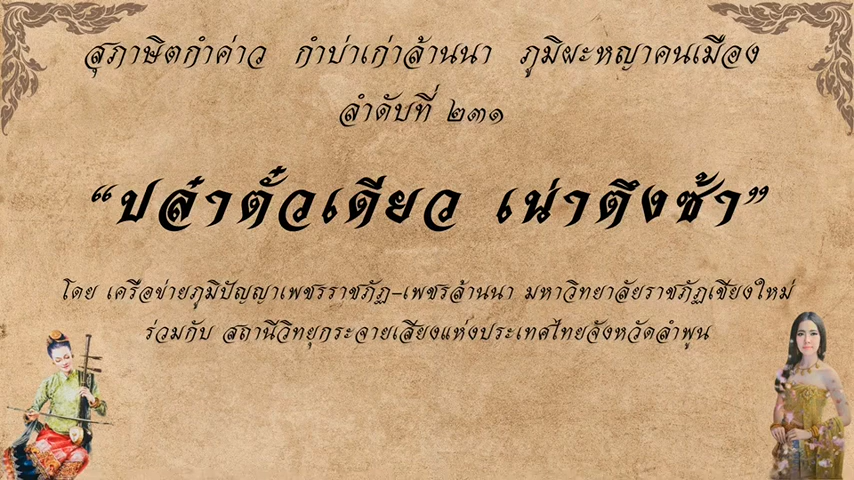 สุภาษิตกำค่าว กำบ่าเก่าล้านนา ภูมิผะหญาคนเมือง
ลำดับที่ ๒๓๑
“ปล๋าตั๋วเดียว เน่าตึงซ้า”
โดย เครือข่ายภูมิปัญญาเพชรราชภัฏ-เพชรล้านนา มหาวิทยาลัยราชภัฏเชียงใหม่
ร่วมกับ สถานีวิทยุกระจายเสียงแห่งประเทศไทยจังหวัดลำพูน